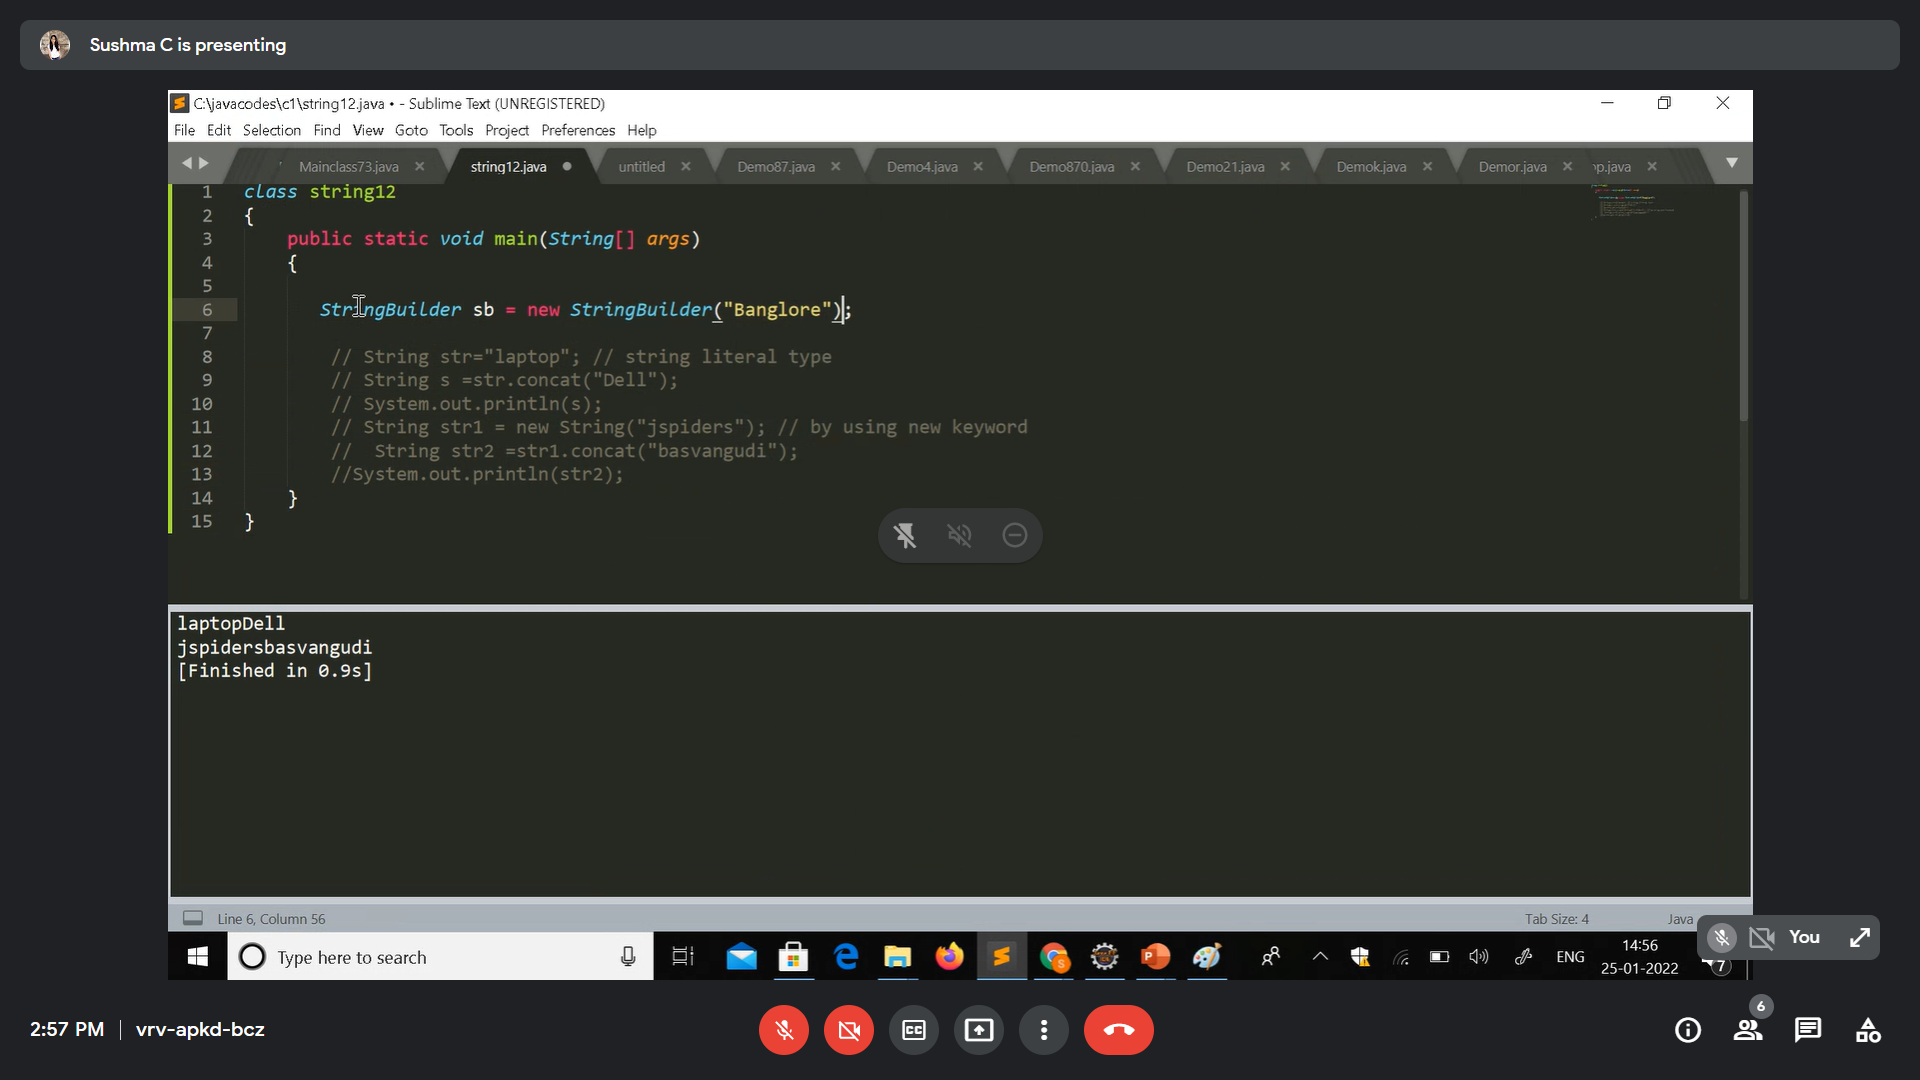 Sushma C is presenting
C:\javacodes\c1\string12.java • - Sublime Text (UNREGISTERED)
File Edit Selection Find View Goto Tools Project Preferences Help
Mainclass73.java string12.java untitled Demo87.java Demo4.java Demo870.java Demo21.java Demok.java Demor.java np.java
1 class string12
2 {
3 public static void main(String[] args)
4 {
5
6 StringBuilder sb = new StringBuilder("Banglore");
7
8 // String str="laptop"; // string literal type
9 // String s =str.concat("Dell");
10 // System.out.println(s);
11 // String str1 = new String("jspiders"); // by using new keyword
12 // String str2 =str1.concat("basvangudi");
13 //System.out.println(str2);
14 }
15 }
laptopDell
jspidersbasvangudi
[Finished in 0.9s]
Line 6, Column 56 Tab Size: 4 Java
You
Type here to search ENG 14:56
25-01-2022 7
2:57 PM vrv-apkd-bcz CC 6